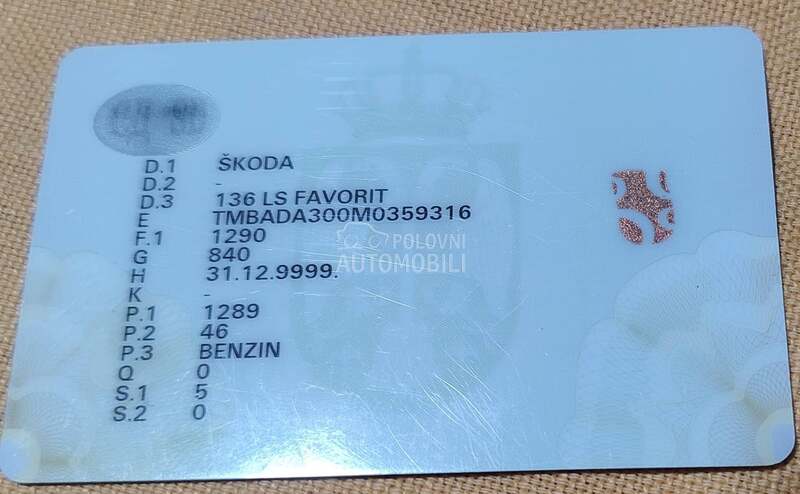 D.1 ŠKODA
D.2 -
D.3 136 LS FAVORIT
E TMBADA300M0359316
F.1 1290
G 840
H 31.12.9999.
K -
P.1 1289
P.2 46
P.3 BENZIN
Q 0
S.1 5
S.2 0
POLOVNI
AUTOMOBILI